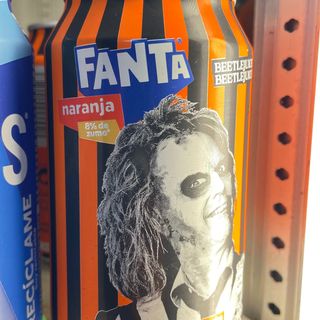 FANTA
naranja
8% de
zumo*
BEETLEJUICE
BEETLEJUICE
S
RECÍCLAME